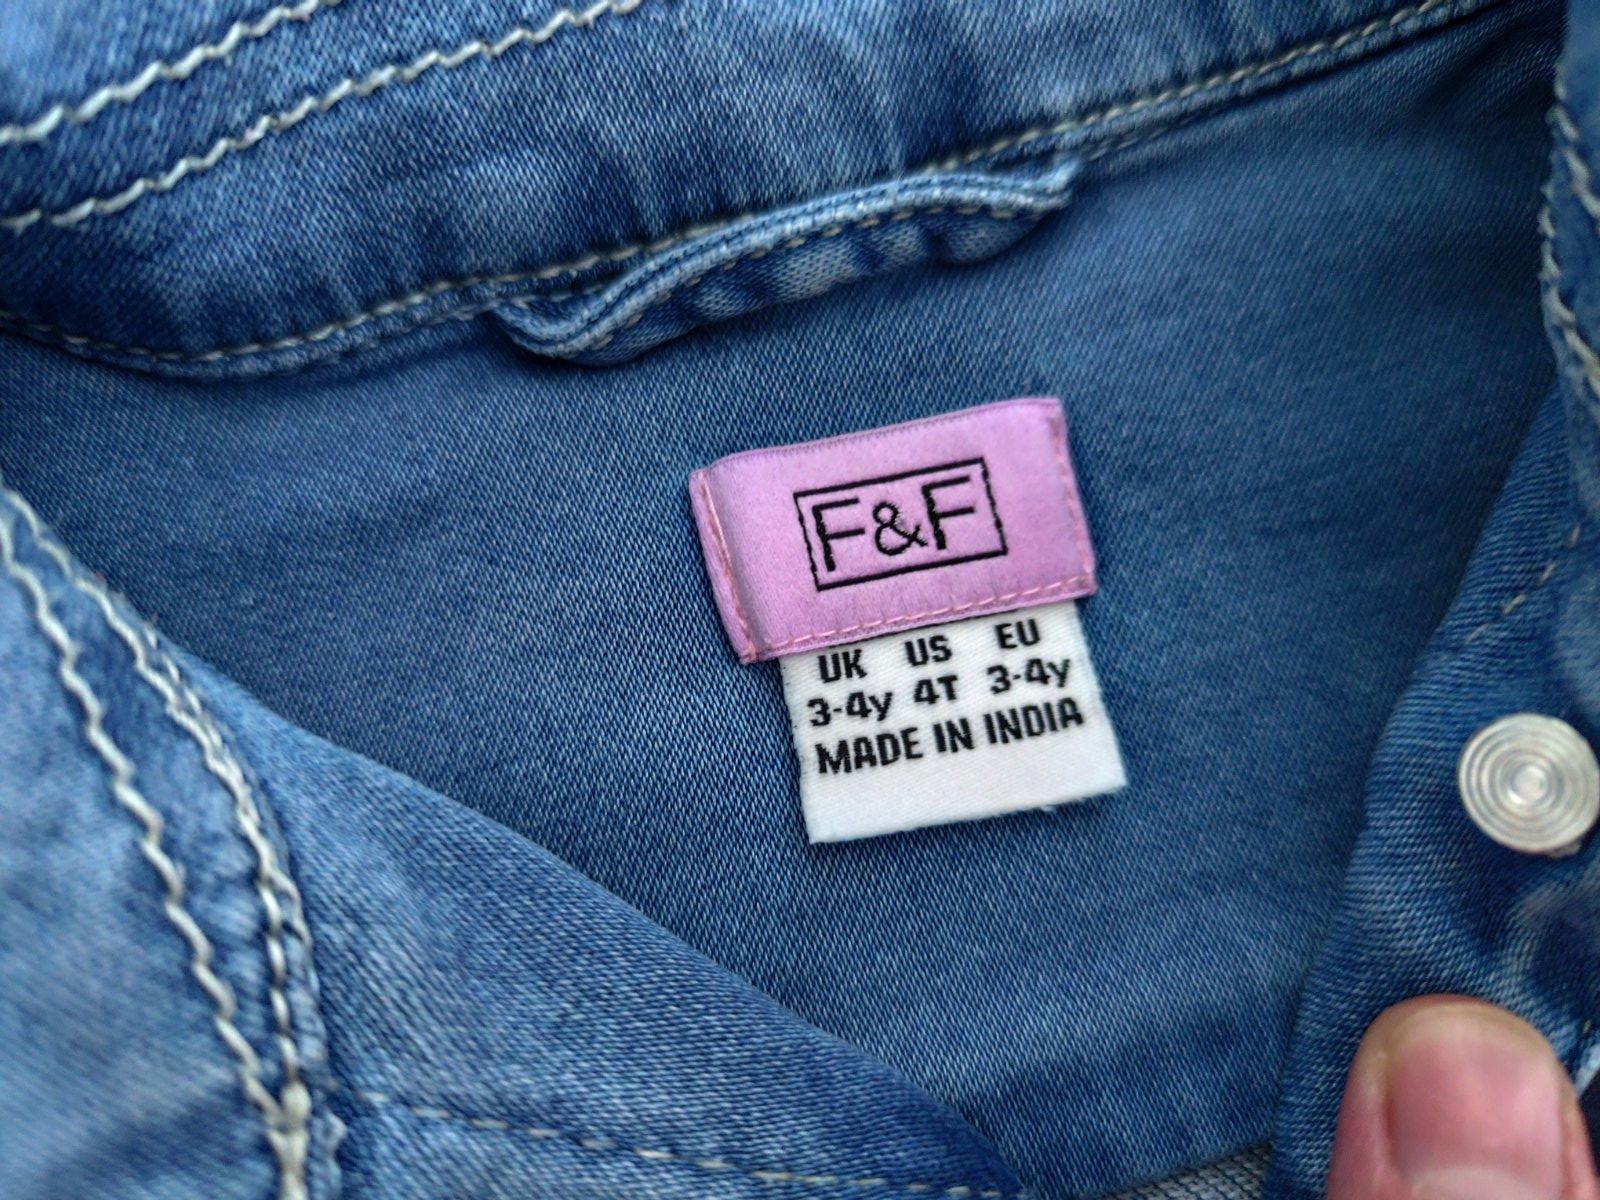 F&F
UK US EU
3-4y 4T 3-4y
MADE IN INDIA